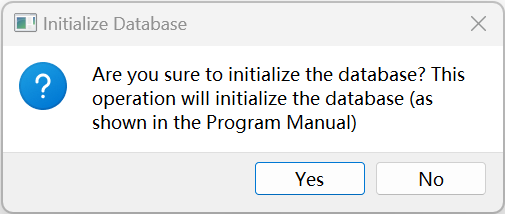 Initialize Database
Are you sure to initialize the database? This
operation will initialize the database (as
shown in the Program Manual)
Yes
No